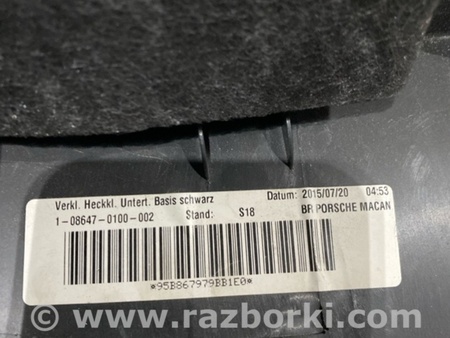 Verkl. Heckkl. Untert. Basis schwarz Datum: 2015/07/20 04:53
1-08647-0100-002 Stand: S18 BR PORSCHE MACAN
*95B867979BB1E0*
www.razborki.com